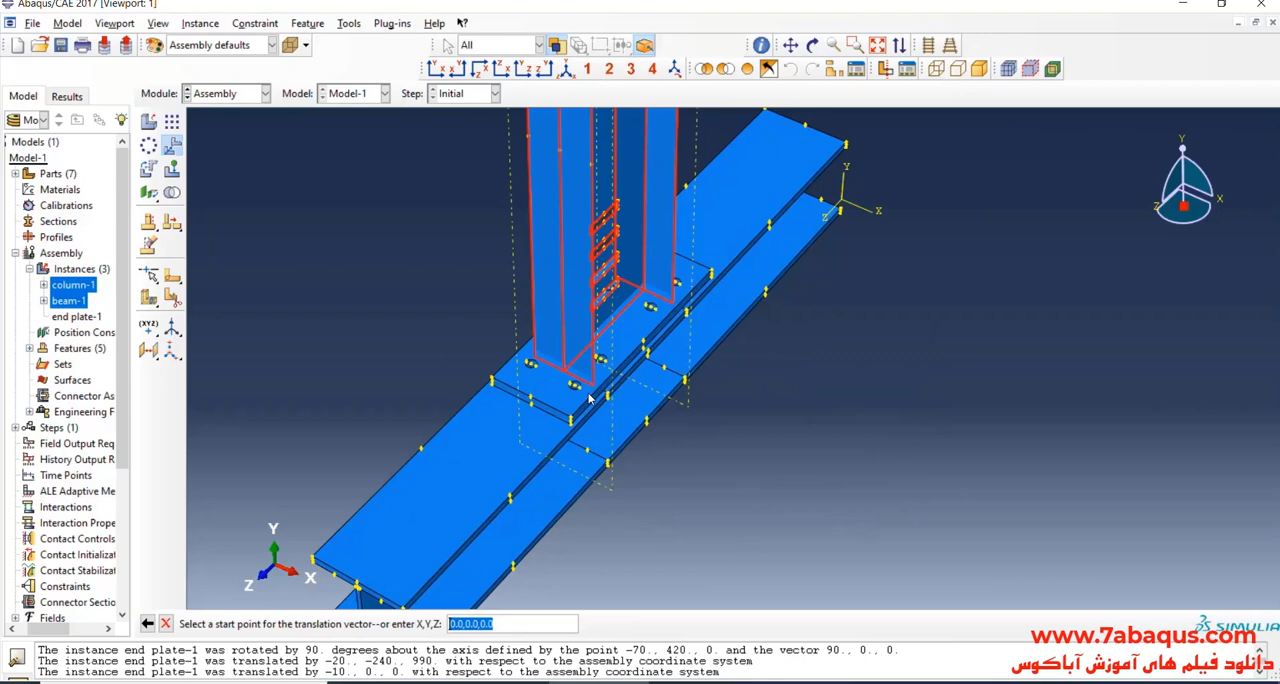 Abaqus/CAE 2017 [Viewport: 1]
File Model Viewport View Instance Constraint Feature Tools Plug-ins Help
Assembly defaults All
1 2 3 4
Model Results Module: Assembly Model: Model-1 Step: Initial
Mo
Models (1)
Model-1
Parts (7)
Materials
Calibrations
Sections
Profiles
Assembly
Instances (3)
column-1
beam-1
end plate-1
Position Cons
Features (5)
Sets
Surfaces
Connector As
Engineering F
Steps (1)
Field Output Req
History Output R
Time Points
ALE Adaptive Me
Interactions
Interaction Prope
Contact Controls
Contact Initializat
Contact Stabilizat
Constraints
Connector Sectio
Fields
(XYZ)
Y
X
Z
Y
X
Z
Y
X
Z
Select a start point for the translation vector--or enter X,Y,Z: 0.0,0.0,0.0
SIMULIA
The instance end plate-1 was rotated by 90. degrees about the axis defined by the point -70., 420., 0. and the vector 90., 0., 0.
The instance end plate-1 was translated by -20., -240., 990. with respect to the assembly coordinate system
The instance end plate-1 was translated by -10., 0., 0. with respect to the assembly coordinate system
www.7abaqus.com
دانلود فیلم های آموزش آباکوس